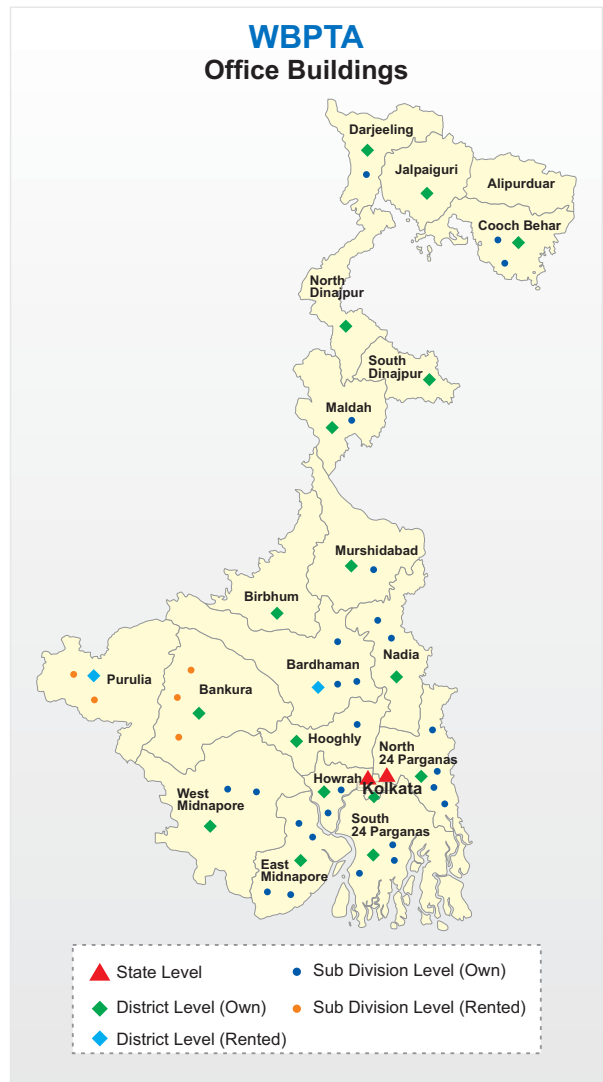 WBPTA
Office Buildings
Darjeeling
Jalpaiguri
Alipurduar
Cooch Behar
North
Dinajpur
South
Dinajpur
Maldah
Murshidabad
Birbhum
Nadia
Bardhaman
Purulia
Bankura
Hooghly
North
24 Parganas
Howrah
Kolkata
West
Midnapore
South
24 Parganas
East
Midnapore
State Level
Sub Division Level (Own)
District Level (Own)
Sub Division Level (Rented)
District Level (Rented)